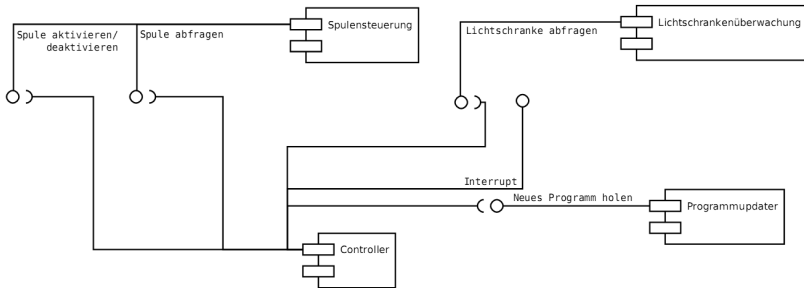 Spule aktivieren/
deaktivieren
Spule abfragen
Spulensteuerung
Lichtschranke abfragen
Lichtschrankenüberwachung
Interrupt
Neues Programm holen
Programmupdater
Controller